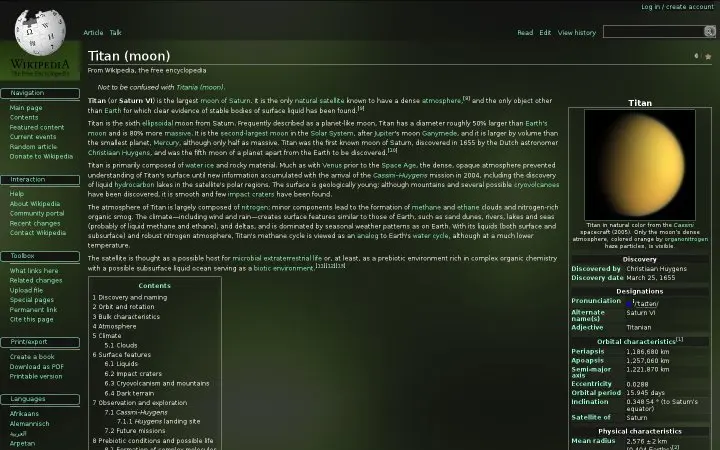 Log in / create account
WIKIPEDIA
The Free Encyclopedia
Article Talk
Read Edit View history
Navigation
Main page
Contents
Featured content
Current events
Random article
Donate to Wikipedia
Interaction
Help
About Wikipedia
Community portal
Recent changes
Contact Wikipedia
Toolbox
What links here
Related changes
Upload file
Special pages
Permanent link
Cite this page
Print/export
Create a book
Download as PDF
Printable version
Languages
Afrikaans
Alemannisch
العربية
Arpetan
Titan (moon)
From Wikipedia, the free encyclopedia
Not to be confused with Titania (moon).
Titan (or Saturn VI) is the largest moon of Saturn. It is the only natural satellite known to have a dense atmosphere,[8] and the only object other
than Earth for which clear evidence of stable bodies of surface liquid has been found.[9]
Titan is the sixth ellipsoidal moon from Saturn. Frequently described as a planet-like moon, Titan has a diameter roughly 50% larger than Earth's
moon and is 80% more massive. It is the second-largest moon in the Solar System, after Jupiter's moon Ganymede, and it is larger by volume than
the smallest planet, Mercury, although only half as massive. Titan was the first known moon of Saturn, discovered in 1655 by the Dutch astronomer
Christiaan Huygens, and was the fifth moon of a planet apart from the Earth to be discovered.[10]
Titan is primarily composed of water ice and rocky material. Much as with Venus prior to the Space Age, the dense, opaque atmosphere prevented
understanding of Titan's surface until new information accumulated with the arrival of the Cassini–Huygens mission in 2004, including the discovery
of liquid hydrocarbon lakes in the satellite's polar regions. The surface is geologically young; although mountains and several possible cryovolcanoes
have been discovered, it is smooth and few impact craters have been found.
The atmosphere of Titan is largely composed of nitrogen; minor components lead to the formation of methane and ethane clouds and nitrogen-rich
organic smog. The climate—including wind and rain—creates surface features similar to those of Earth, such as sand dunes, rivers, lakes and seas
(probably of liquid methane and ethane), and deltas, and is dominated by seasonal weather patterns as on Earth. With its liquids (both surface and
subsurface) and robust nitrogen atmosphere, Titan's methane cycle is viewed as an analog to Earth's water cycle, although at a much lower
temperature.
The satellite is thought as a possible host for microbial extraterrestrial life or, at least, as a prebiotic environment rich in complex organic chemistry
with a possible subsurface liquid ocean serving as a biotic environment.[11][12][13]
Contents
1 Discovery and naming
2 Orbit and rotation
3 Bulk characteristics
4 Atmosphere
5 Climate
5.1 Clouds
6 Surface features
6.1 Liquids
6.2 Impact craters
6.3 Cryovolcanism and mountains
6.4 Dark terrain
7 Observation and exploration
7.1 Cassini-Huygens
7.1.1 Huygens landing site
7.2 Future missions
8 Prebiotic conditions and possible life
8.1 Formation of complex molecules
Titan
Titan in natural color from the Cassini
spacecraft (2005). Only the moon's dense
atmosphere, colored orange by organonitrogen
haze particles, is visible.
Discovery
Discovered by Christiaan Huygens
Discovery date March 25, 1655
Designations
Pronunciation /ˈtaɪtən/
Alternate name(s) Saturn VI
Adjective Titanian
Orbital characteristics[1]
Periapsis 1,186,680 km
Apoapsis 1,257,060 km
Semi-major axis 1,221,870 km
Eccentricity 0.0288
Orbital period 15.945 days
Inclination 0.348 54 ° (to Saturn's
equator)
Satellite of Saturn
Physical characteristics
Mean radius 2,576 ±2 km
(0.404 Earths)[2]